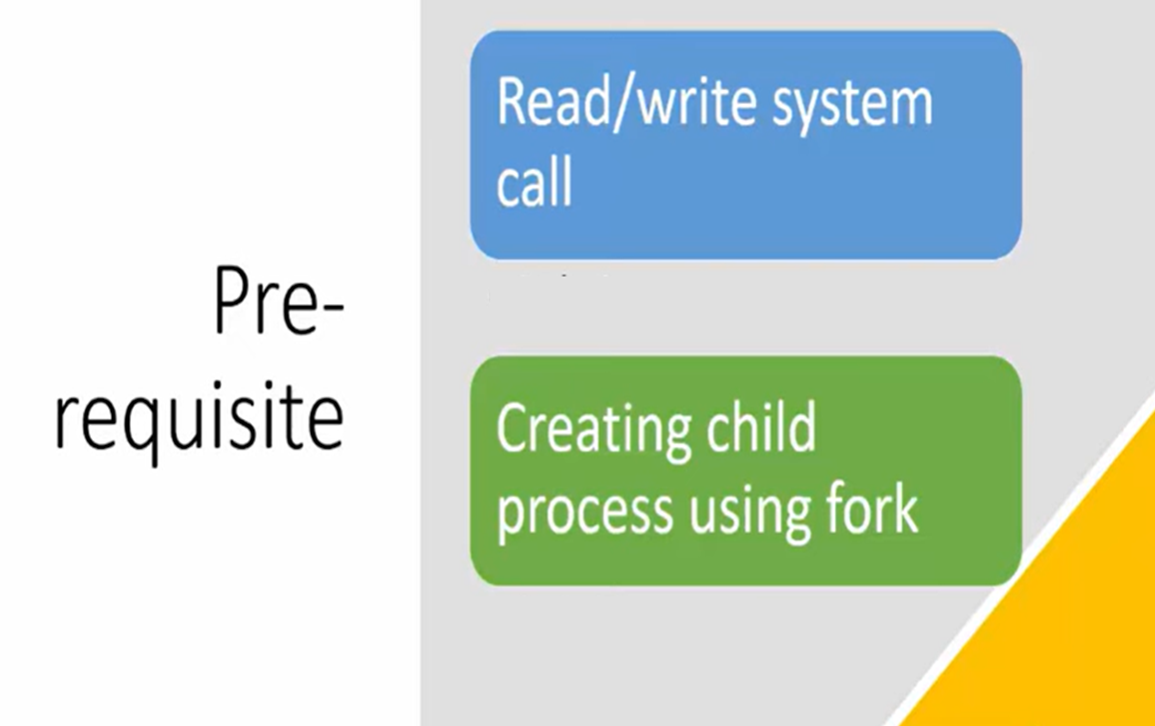 Pre-
requisite
Read/write system
call
Creating child
process using fork